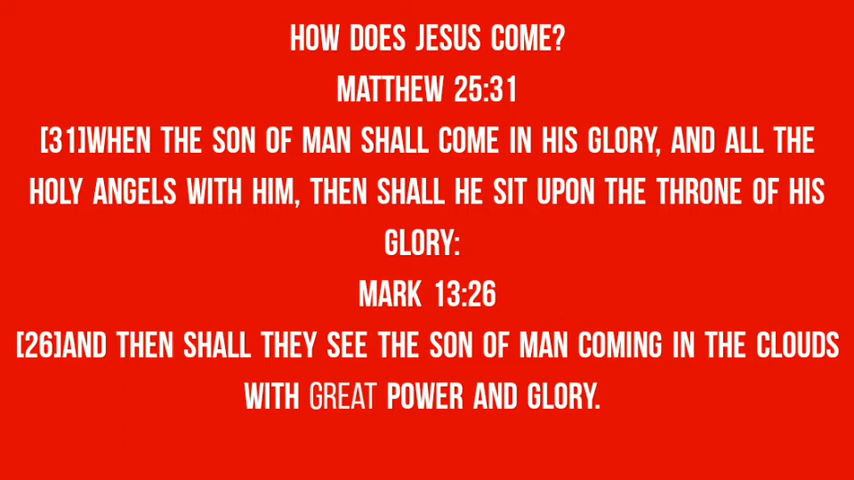 HOW DOES JESUS COME?
MATTHEW 25:31
[31]WHEN THE SON OF MAN SHALL COME IN HIS GLORY, AND ALL THE
HOLY ANGELS WITH HIM, THEN SHALL HE SIT UPON THE THRONE OF HIS
GLORY:
MARK 13:26
[26]AND THEN SHALL THEY SEE THE SON OF MAN COMING IN THE CLOUDS
WITH GREAT POWER AND GLORY.